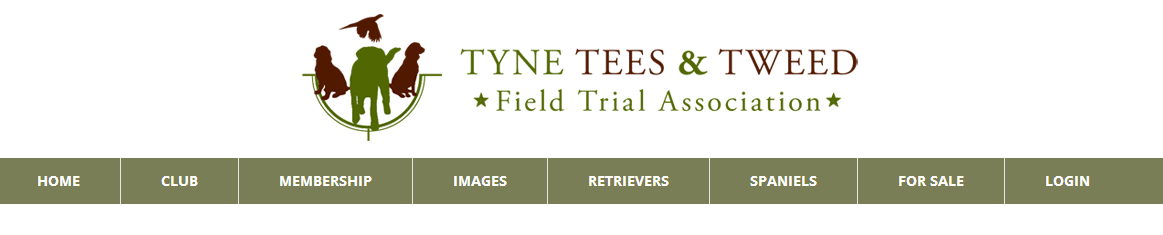 TYNE TEES & TWEED
★Field Trial Association★
HOME CLUB MEMBERSHIP IMAGES RETRIEVERS SPANIELS FOR SALE LOGIN